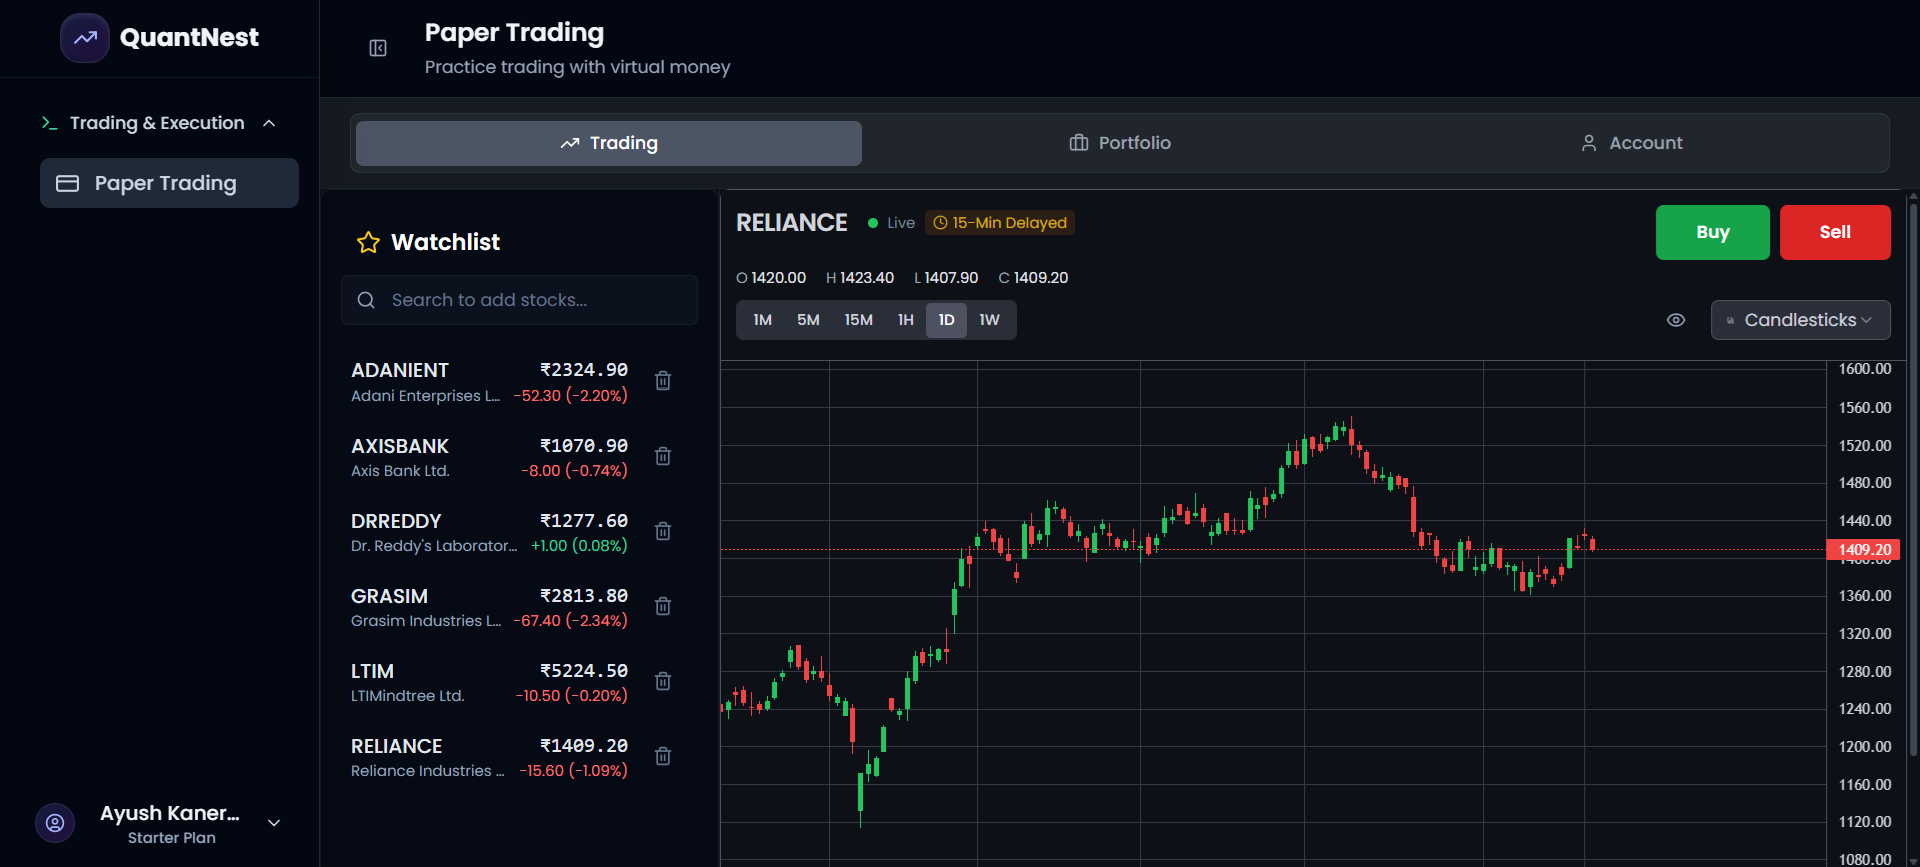 QuantNest
Trading & Execution
Paper Trading
Ayush Kaner...
Starter Plan
Paper Trading
Practice trading with virtual money
Trading
Portfolio
Account
Watchlist
Search to add stocks...
ADANIENT ₹2324.90
Adani Enterprises L... -52.30 (-2.20%)
AXISBANK ₹1070.90
Axis Bank Ltd. -8.00 (-0.74%)
DRREDDY ₹1277.60
Dr. Reddy's Laborator... +1.00 (0.08%)
GRASIM ₹2813.80
Grasim Industries L... -67.40 (-2.34%)
LTIM ₹5224.50
LTIMindtree Ltd. -10.50 (-0.20%)
RELIANCE ₹1409.20
Reliance Industries ... -15.60 (-1.09%)
RELIANCE Live 15-Min Delayed
Buy Sell
O 1420.00 H 1423.40 L 1407.90 C 1409.20
1M 5M 15M 1H 1D 1W
Candlesticks
1600.00
1560.00
1520.00
1480.00
1440.00
1409.20
1360.00
1320.00
1280.00
1240.00
1200.00
1160.00
1120.00
1080.00